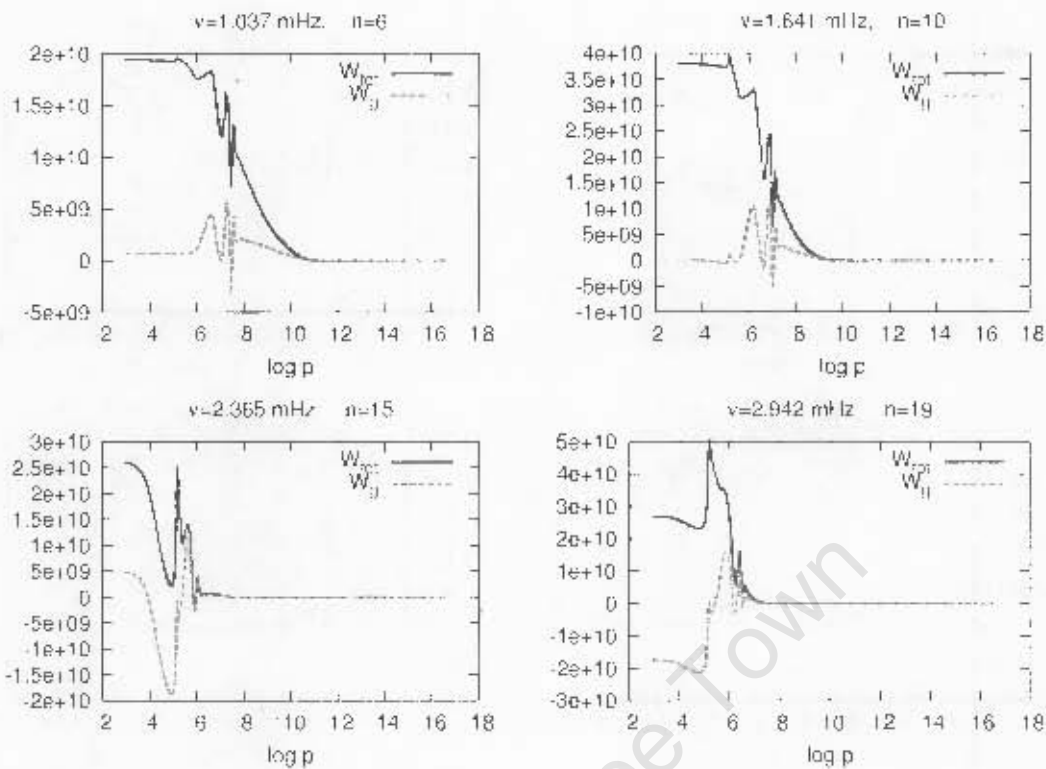 ν=1.037 mHz, n=6
2e+10
1.5e+10
1e+10
5e+09
0
-5e+09
W_tot
W_g
2 4 6 8 10 12 14 16 18
log p
ν=1.641 mHz, n=10
4e+10
3.5e+10
3e+10
2.5e+10
2e+10
1.5e+10
1e+10
5e+09
0
-5e+09
-1e+10
W_tot
W_g
2 4 6 8 10 12 14 16 18
log p
ν=2.365 mHz n=15
3e+10
2.5e+10
2e+10
1.5e+10
1e+10
5e+09
0
-5e+09
-1e+10
-1.5e+10
-2e+10
W_tot
W_g
2 4 6 8 10 12 14 16 18
log p
ν=2.942 mHz n=19
5e+10
4e+10
3e+10
2e+10
1e+10
0
-1e+10
-2e+10
-3e+10
W_tot
W_g
2 4 6 8 10 12 14 16 18
log p
Town